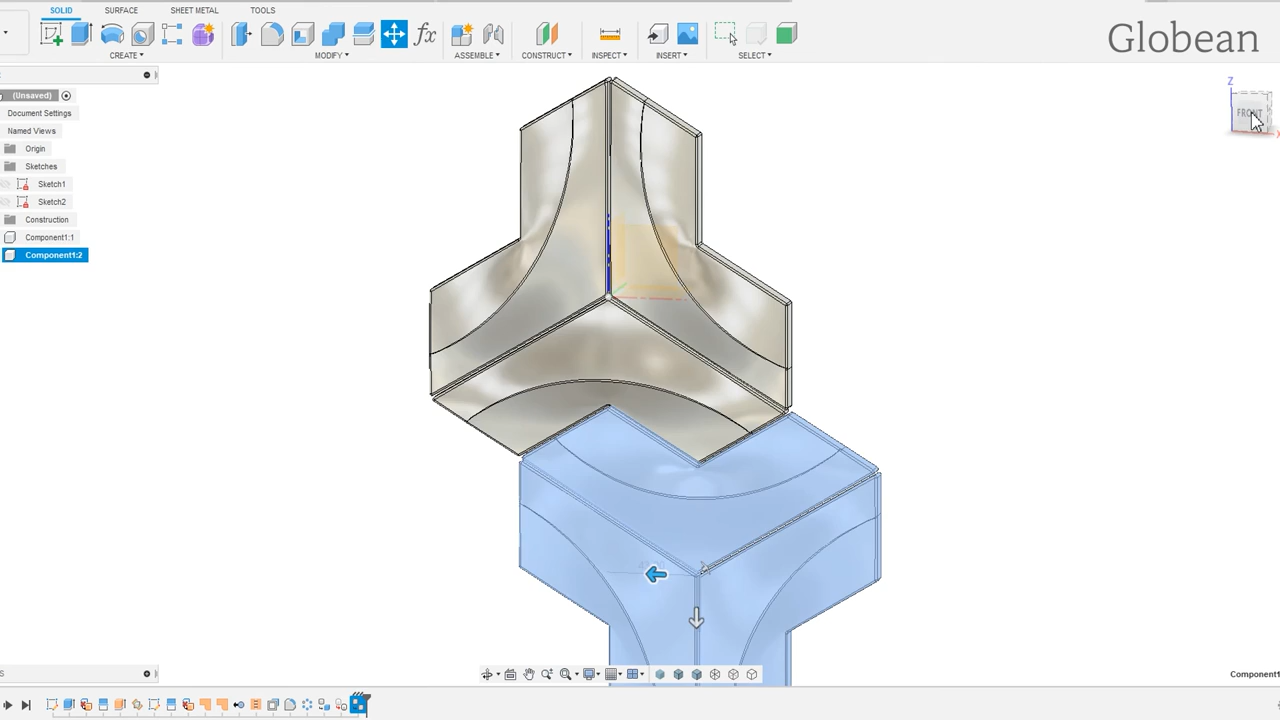 SOLID SURFACE SHEET METAL TOOLS
Globean
CREATE MODIFY ASSEMBLE CONSTRUCT INSPECT INSERT SELECT
(Unsaved)
Document Settings
Named Views
Origin
Sketches
Sketch1
Sketch2
Construction
Component1:1
Component1:2
Z
FRONT
X
S
Component1